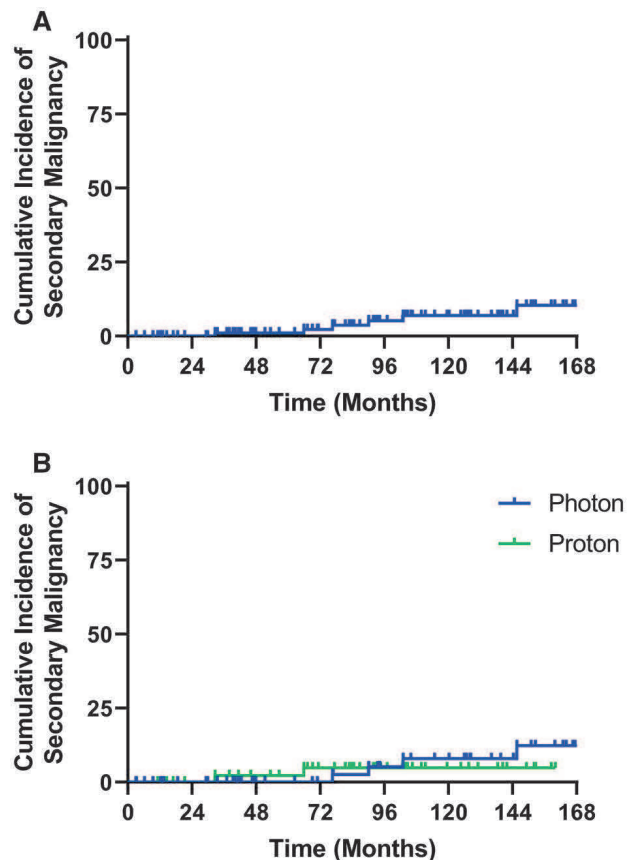 A
Cumulative Incidence of
Secondary Malignancy
100
75
50
25
0
0 24 48 72 96 120 144 168
Time (Months)
B
Cumulative Incidence of
Secondary Malignancy
100
75
50
25
0
Photon
Proton
0 24 48 72 96 120 144 168
Time (Months)